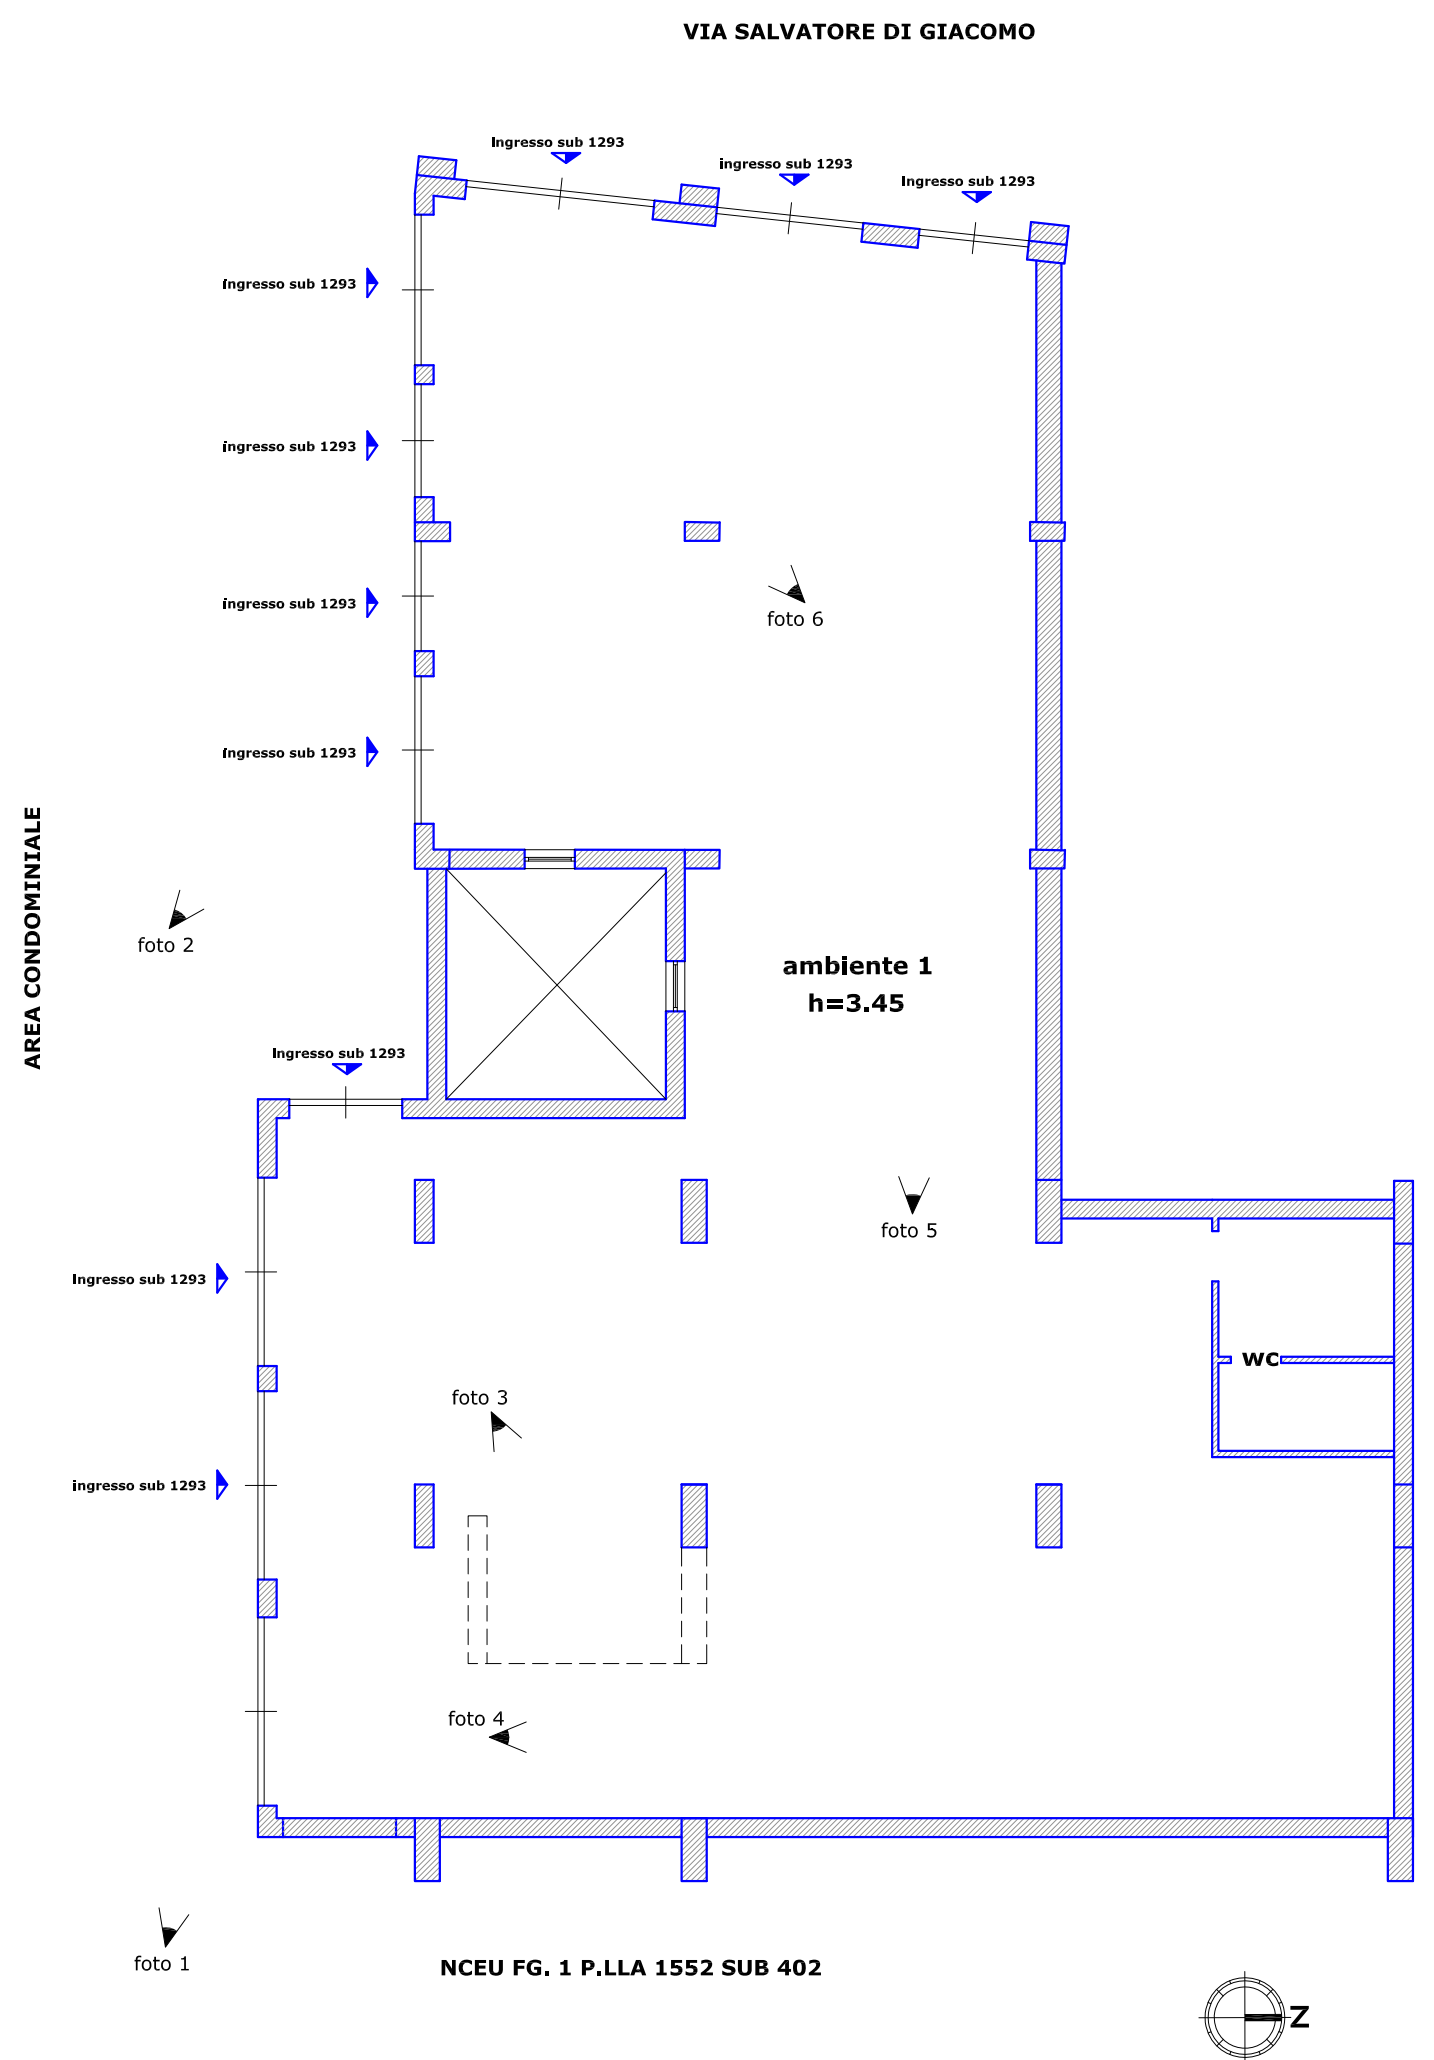 VIA SALVATORE DI GIACOMO
Ingresso sub 1293
ingresso sub 1293
Ingresso sub 1293
ingresso sub 1293
ingresso sub 1293
ingresso sub 1293
ingresso sub 1293
foto 6
AREA CONDOMINIALE
foto 2
ambiente 1
h=3.45
Ingresso sub 1293
foto 5
Ingresso sub 1293
wc
foto 3
ingresso sub 1293
foto 4
foto 1
NCEU FG. 1 P.LLA 1552 SUB 402
N